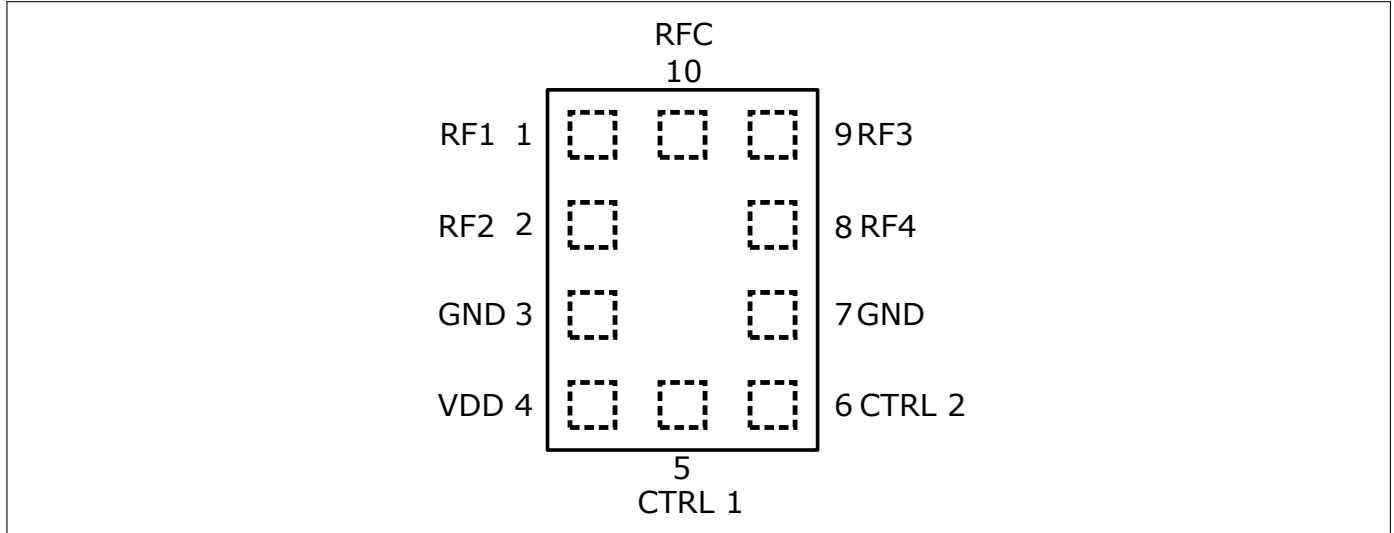 RFC
10
RF1 1
9 RF3
RF2 2
8 RF4
GND 3
7 GND
VDD 4
6 CTRL 2
5
CTRL 1